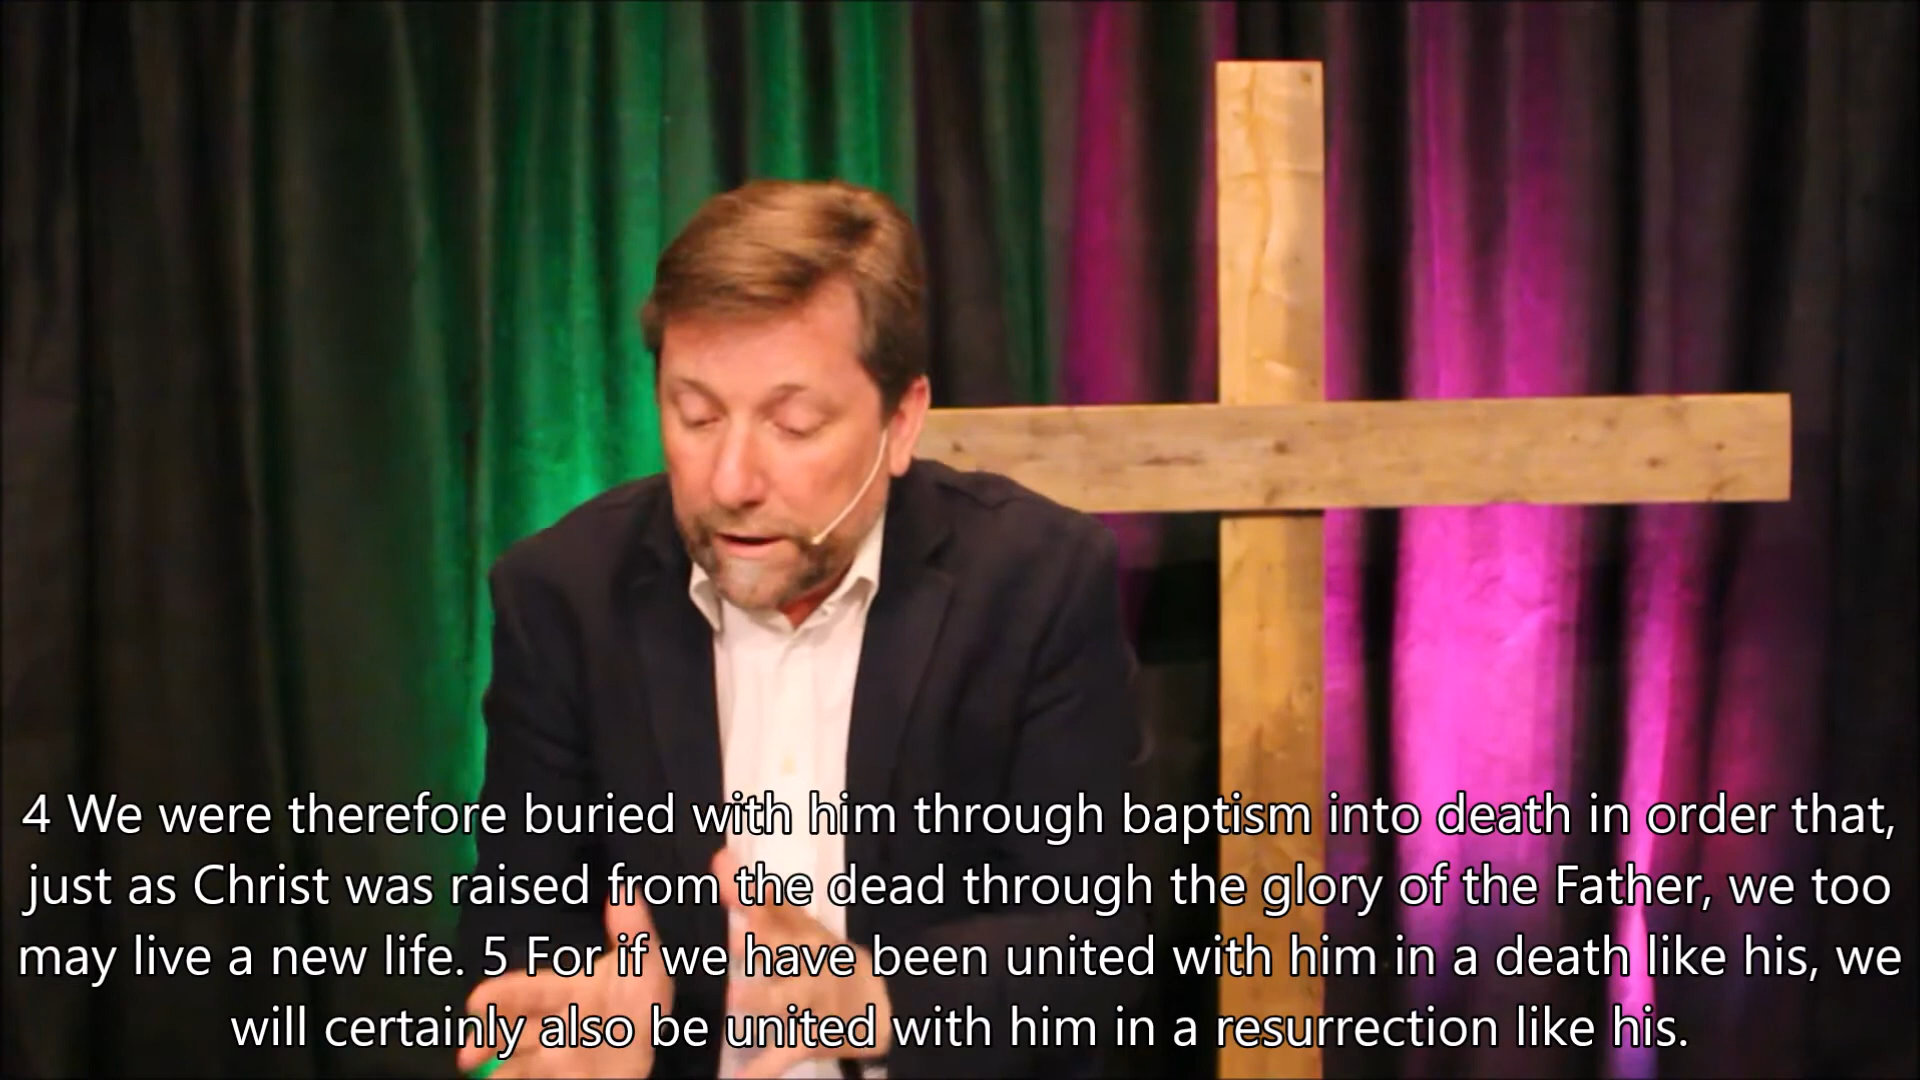 4 We were therefore buried with him through baptism into death in order that,
just as Christ was raised from the dead through the glory of the Father, we too
may live a new life. 5 For if we have been united with him in a death like his, we
will certainly also be united with him in a resurrection like his.